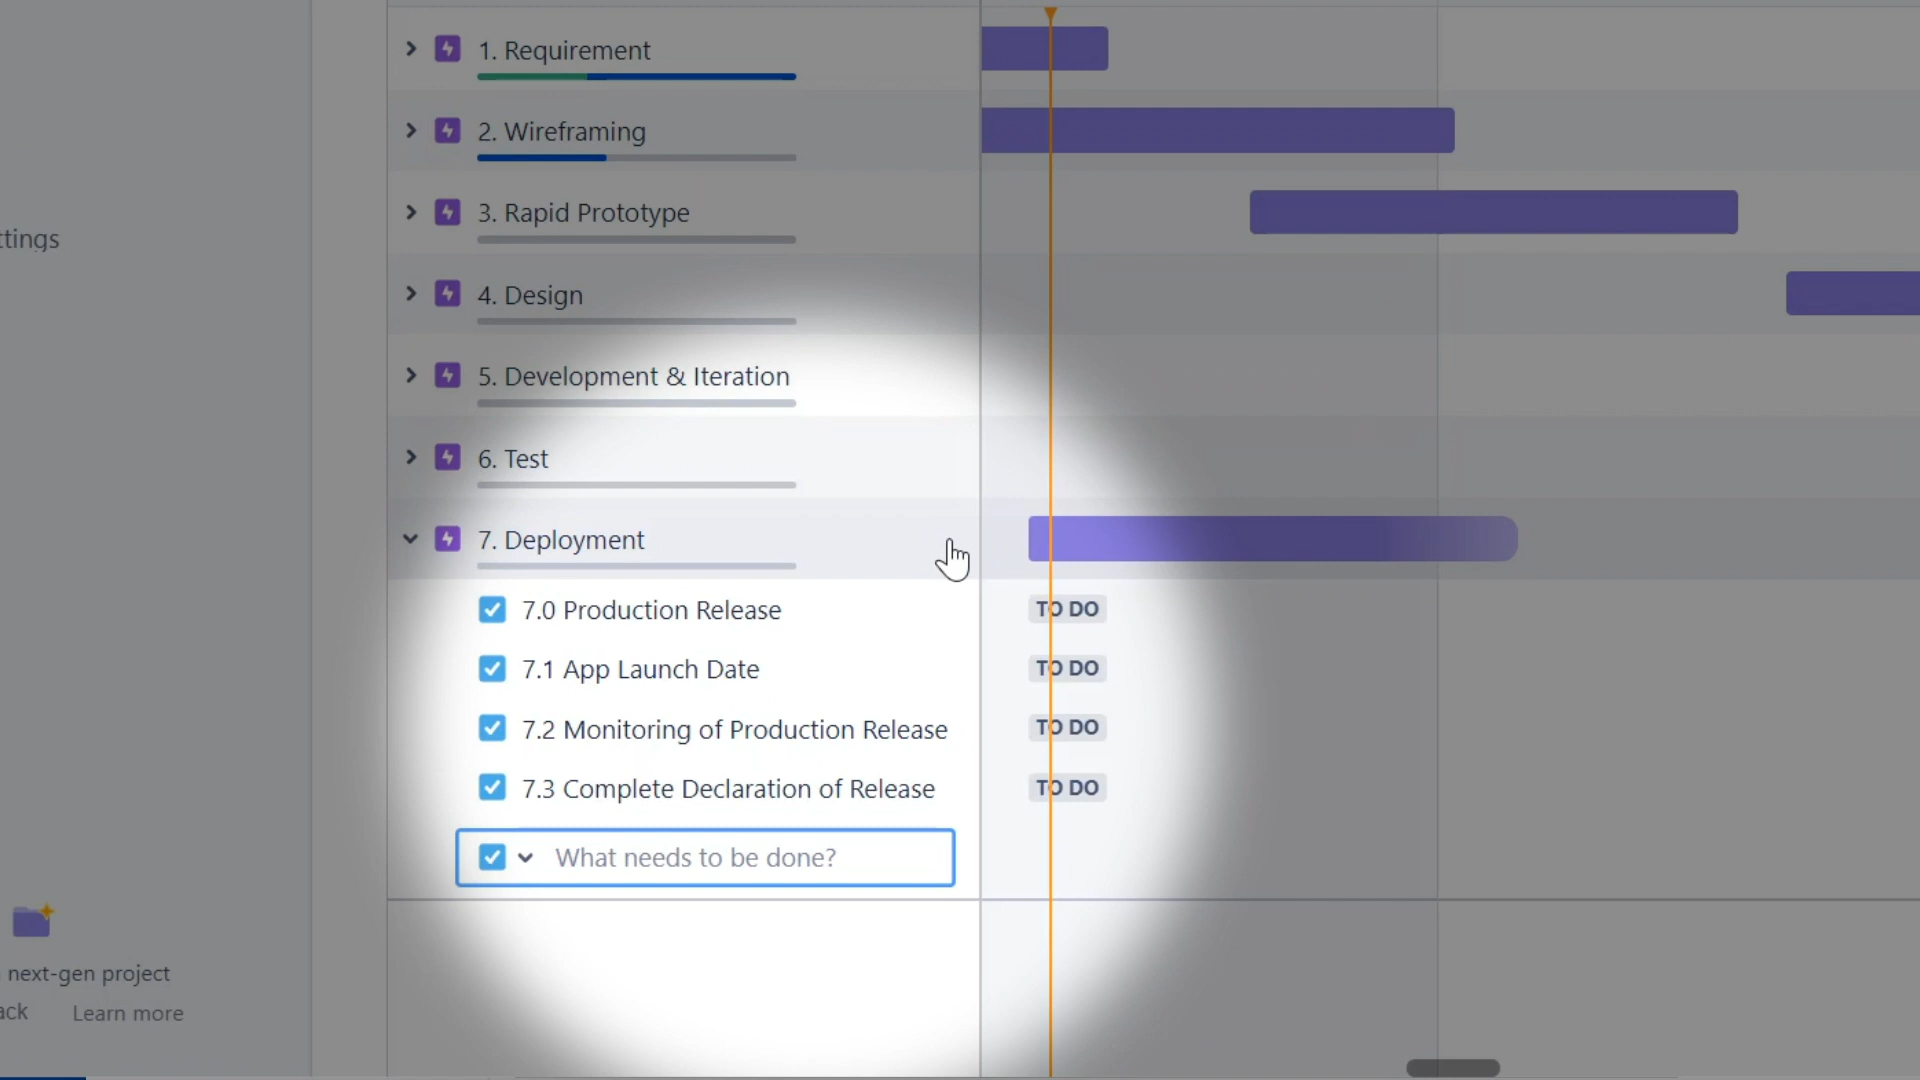 1. Requirement
2. Wireframing
3. Rapid Prototype
ttings
4. Design
5. Development & Iteration
6. Test
7. Deployment
7.0 Production Release TO DO
7.1 App Launch Date TO DO
7.2 Monitoring of Production Release TO DO
7.3 Complete Declaration of Release TO DO
What needs to be done?
next-gen project
ack Learn more